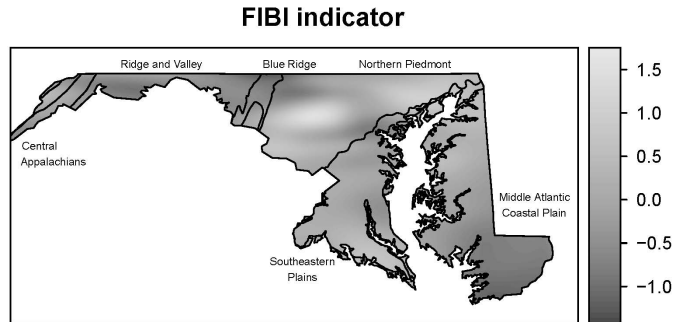 FIBI indicator
Ridge and Valley
Blue Ridge
Northern Piedmont
Central
Appalachians
Middle Atlantic
Coastal Plain
Southeastern
Plains
1.5
1.0
0.5
0.0
−0.5
−1.0